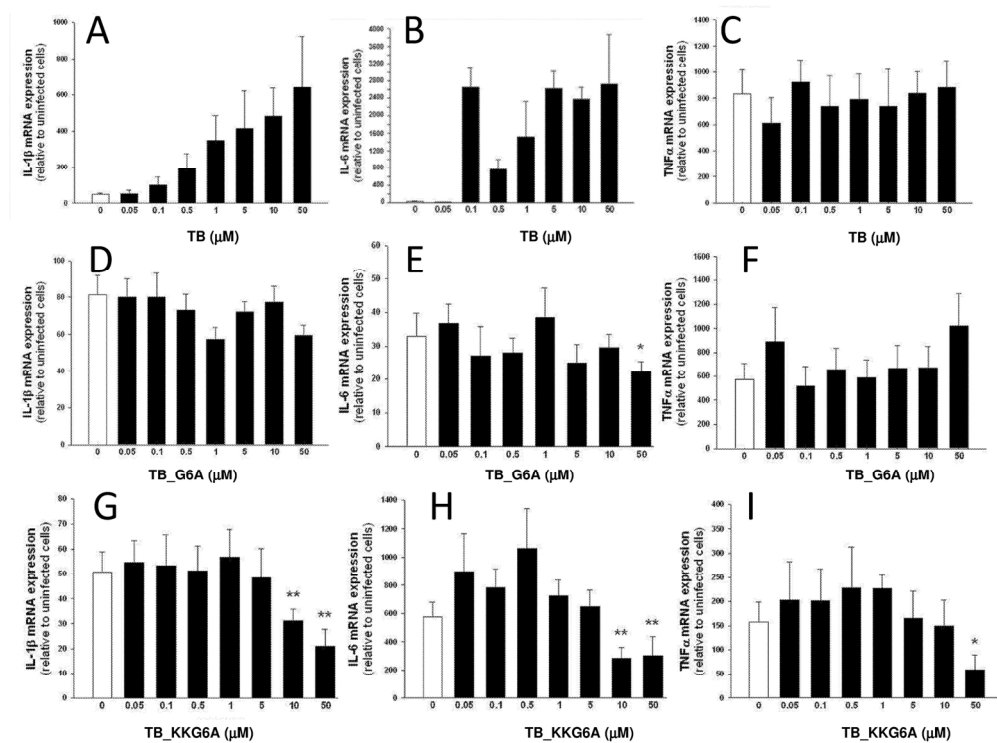 A
IL-1β mRNA expression
(relative to uninfected cells)
1000
800
600
400
200
0
0 0.05 0.1 0.5 1 5 10 50
TB (μM)
B
IL-6 mRNA expression
(relative to uninfected cells)
4000
3600
3200
2800
2400
2000
1600
1200
800
400
0
0 0.05 0.1 0.5 1 5 10 50
TB (μM)
C
TNFα mRNA expression
(relative to uninfected cells)
1400
1200
1000
800
600
400
200
0
0 0.05 0.1 0.5 1 5 10 50
TB (μM)
D
IL-1β mRNA expression
(relative to uninfected cells)
100
80
60
40
20
0
0 0.05 0.1 0.5 1 5 10 50
TB_G6A (μM)
E
IL-6 mRNA expression
(relative to uninfected cells)
60
50
40
30
20
10
0
*
0 0.05 0.1 0.5 1 5 10 50
TB_G6A (μM)
F
TNFα mRNA expression
(relative to uninfected cells)
1600
1400
1200
1000
800
600
400
200
0
0 0.05 0.1 0.5 1 5 10 50
TB_G6A (μM)
G
IL-1β mRNA expression
(relative to uninfected cells)
80
70
60
50
40
30
20
10
0
** **
0 0.05 0.1 0.5 1 5 10 50
TB_KKG6A (μM)
H
IL-6 mRNA expression
(relative to uninfected cells)
1400
1200
1000
800
600
400
200
0
** **
0 0.05 0.1 0.5 1 5 10 50
TB_KKG6A (μM)
I
TNFα mRNA expression
(relative to uninfected cells)
400
350
300
250
200
150
100
50
0
*
0 0.05 0.1 0.5 1 5 10 50
TB_KKG6A (μM)